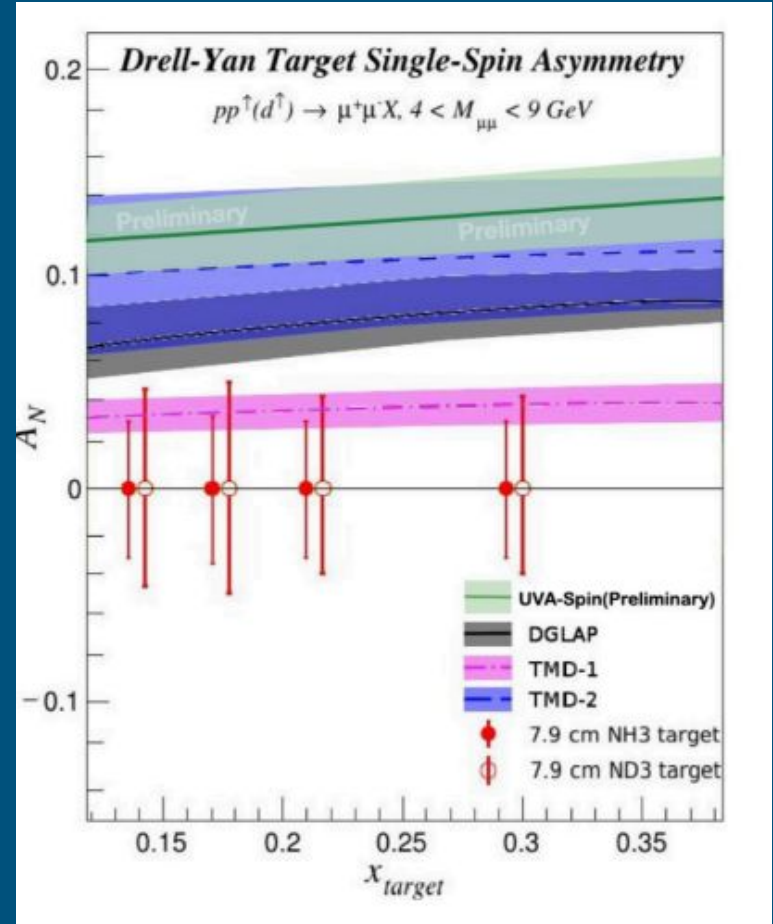 Drell-Yan Target Single-Spin Asymmetry
pp↑(d↑) → μ⁺μ⁻X, 4 < Mμμ < 9 GeV
0.2
Preliminary
Preliminary
0.1
A_N
0
UVA-Spin(Preliminary)
DGLAP
TMD-1
TMD-2
−0.1
7.9 cm NH3 target
7.9 cm ND3 target
0.15 0.2 0.25 0.3 0.35
x_target